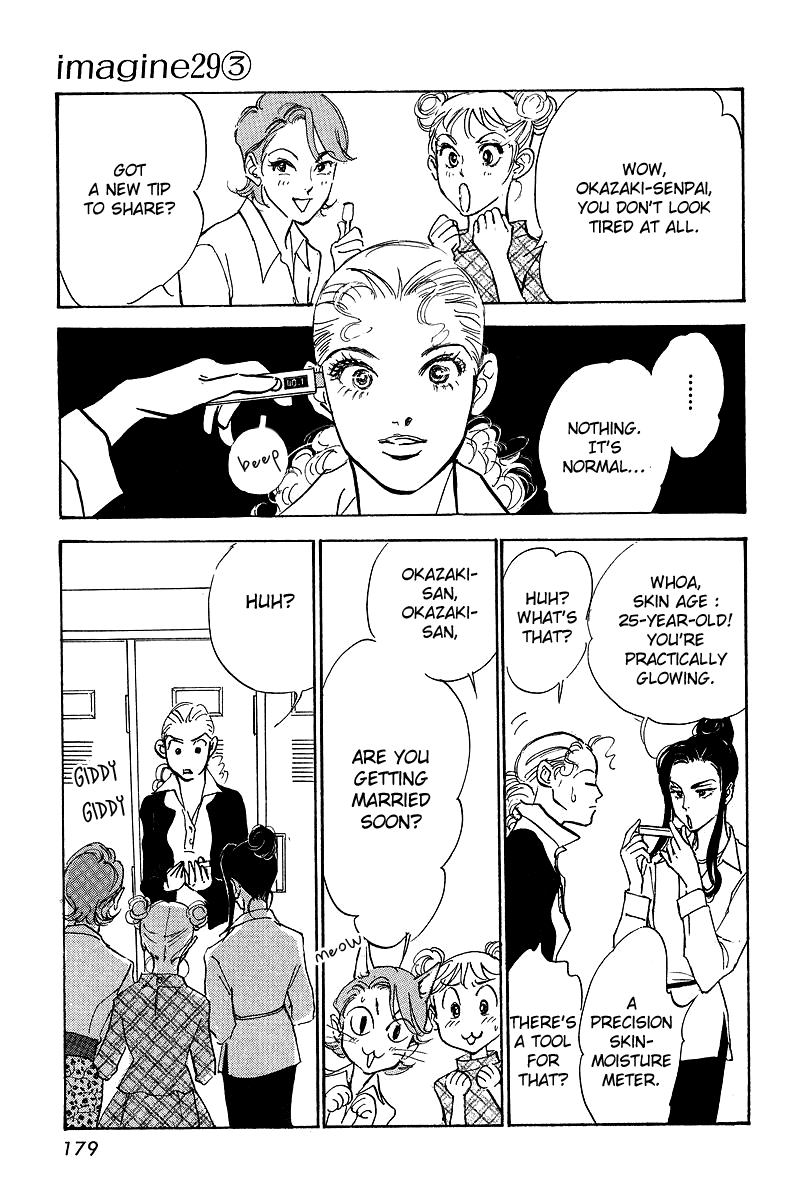 imagine29③
WOW,
OKAZAKI-SENPAI,
YOU DON'T LOOK
TIRED AT ALL.
GOT
A NEW TIP
TO SHARE?
......
NOTHING.
IT'S
NORMAL...
beep
WHOA,
SKIN AGE :
25-YEAR-OLD!
YOU'RE
PRACTICALLY
GLOWING.
HUH?
WHAT'S
THAT?
A
PRECISION
SKIN-
MOISTURE
METER.
THERE'S
A TOOL
FOR
THAT?
OKAZAKI-
SAN,
OKAZAKI-
SAN,
ARE YOU
GETTING
MARRIED
SOON?
meow
HUH?
GIDDY
GIDDY
179